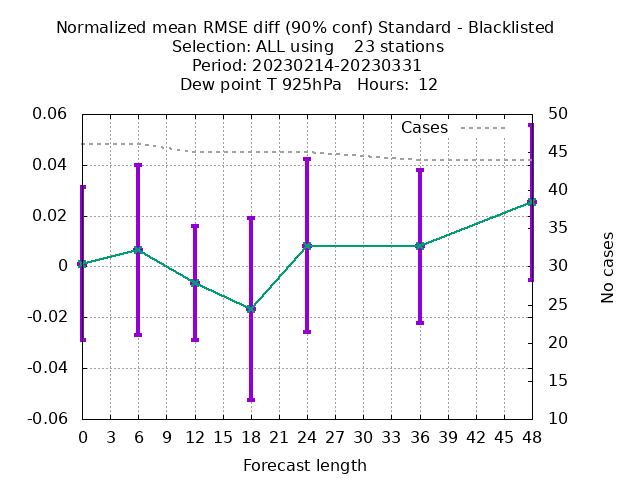 Normalized mean RMSE diff (90% conf) Standard - Blacklisted
Selection: ALL using    23 stations
Period: 20230214-20230331
Dew point T 925hPa   Hours:  12
Cases
0.06
0.04
0.02
0
-0.02
-0.04
-0.06
50
45
40
35
30
25
20
15
10
No cases
0 3 6 9 12 15 18 21 24 27 30 33 36 39 42 45 48
Forecast length